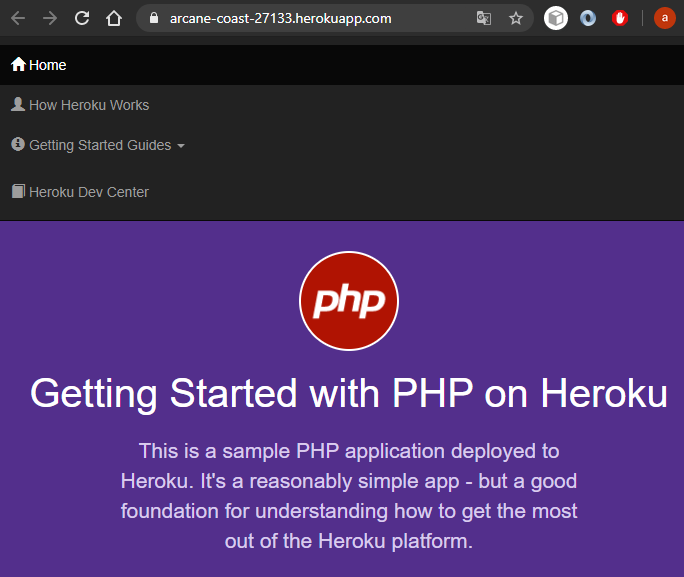 arcane-coast-27133.herokuapp.com
a
Home
How Heroku Works
Getting Started Guides
Heroku Dev Center
php
Getting Started with PHP on Heroku
This is a sample PHP application deployed to
Heroku. It's a reasonably simple app - but a good
foundation for understanding how to get the most
out of the Heroku platform.